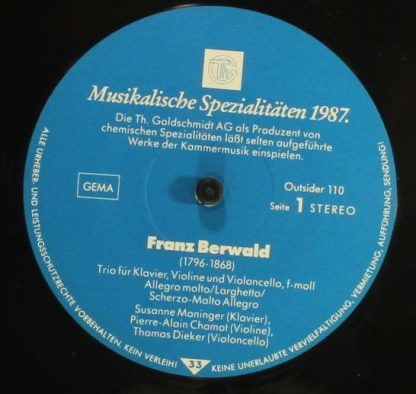 ThG
Musikalische Spezialitäten 1987.
Die Th. Goldschmidt AG als Produzent von
chemischen Spezialitäten läßt selten aufgeführte
Werke der Kammermusik einspielen.
GEMA
Outsider 110
Seite 1 STEREO
Franz Berwald
(1796-1868)
Trio für Klavier, Violine und Violoncello, f-moll
Allegro molto/Larghetto/
Scherzo-Molto Allegro
Susanne Maninger (Klavier),
Pierre-Alain Chamot (Violine),
Thomas Dieker (Violoncello)
33
ALLE URHEBER- UND LEISTUNGSSCHUTZRECHTE VORBEHALTEN. KEIN VERLEIH!
KEINE UNERLAUBTE VERVIELFÄLTIGUNG, VERMIETUNG, AUFFÜHRUNG, SENDUNG!